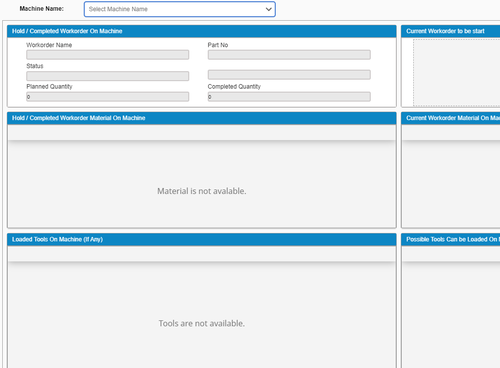 Machine Name: Select Machine Name
Hold / Completed Workorder On Machine
Current Workorder to be start
Workorder Name Part No
Status
Planned Quantity Completed Quantity
0 0
Hold / Completed Workorder Material On Machine
Current Workorder Material On Ma
Material is not avalable.
Loaded Tools On Machine (If Any)
Possible Tools Can be Loaded On
Tools are not available.